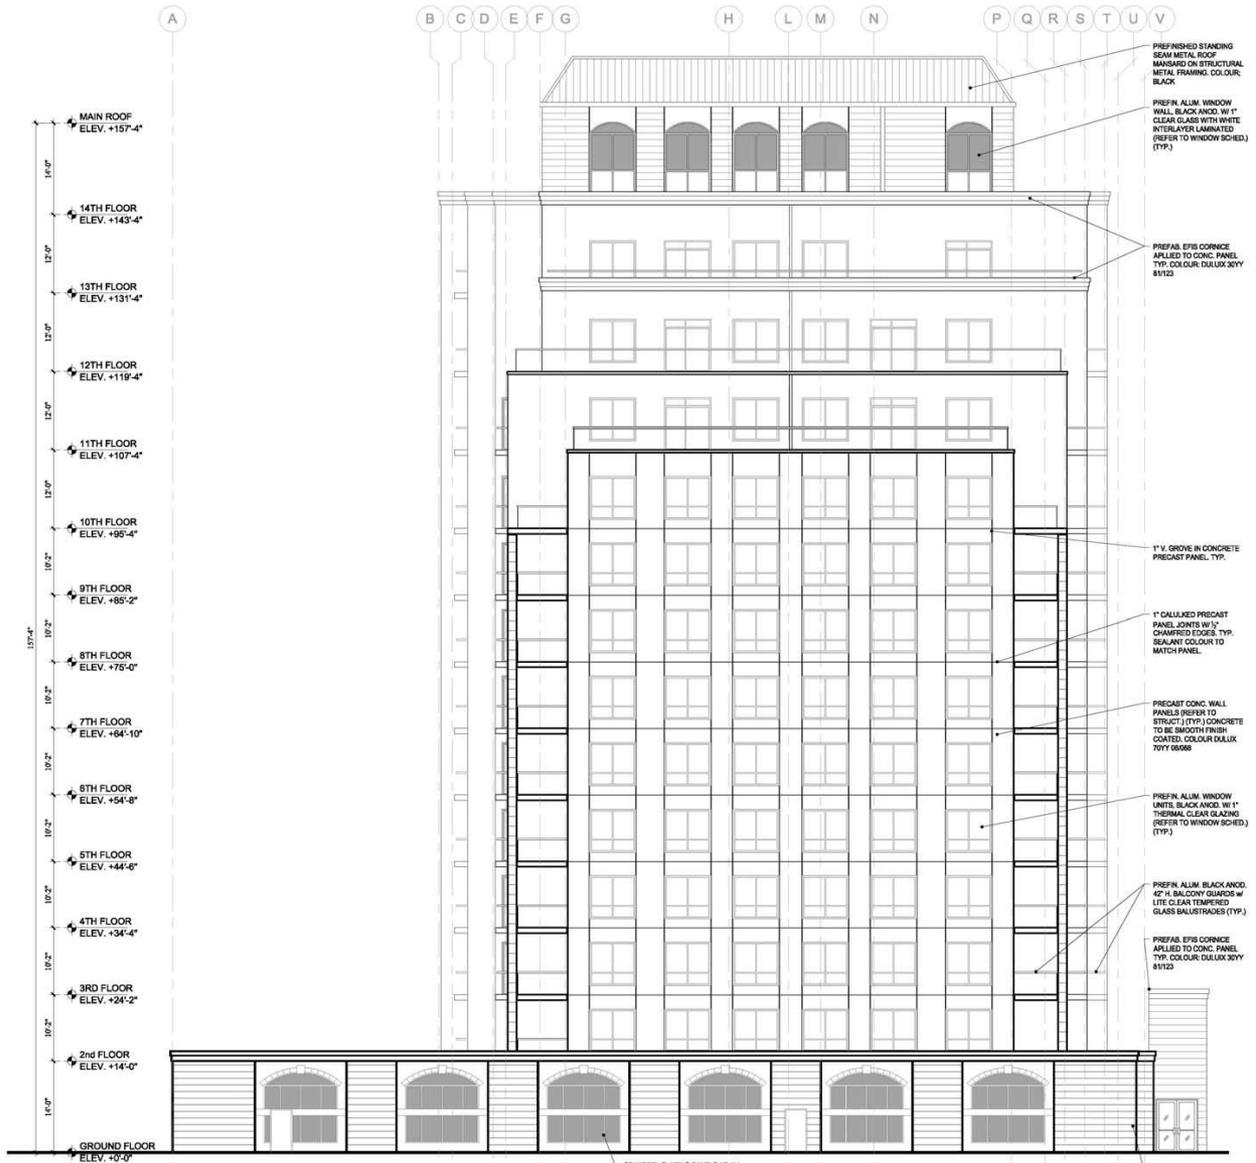 A B C D E F G H L M N P Q R S T U V
PREFINISHED STANDING
SEAM METAL ROOF
MANSARD ON STRUCTURAL
METAL FRAMING. COLOUR;
BLACK
MAIN ROOF
ELEV. +157'-4"
PREFIN. ALUM. WINDOW
WALL, BLACK ANOD. W/ 1"
CLEAR GLASS WITH WHITE
INTERLAYER LAMINATED
(REFER TO WINDOW SCHED.)
(TYP.)
14'-0"
14TH FLOOR
ELEV. +143'-4"
12'-0"
PREFAB. EFIS CORNICE
APLLIED TO CONC. PANEL
TYP. COLOUR: DULUX 30YY
81/123
13TH FLOOR
ELEV. +131'-4"
12'-0"
12TH FLOOR
ELEV. +119'-4"
12'-0"
11TH FLOOR
ELEV. +107'-4"
12'-0"
10TH FLOOR
ELEV. +95'-4"
1" V. GROVE IN CONCRETE
PRECAST PANEL. TYP.
10'-2"
9TH FLOOR
ELEV. +85'-2"
10'-2"
1" CALULKED PRECAST
PANEL JOINTS W/ ½"
CHAMFRED EDGES. TYP.
SEALANT COLOUR TO
MATCH PANEL.
157'-4"
8TH FLOOR
ELEV. +75'-0"
10'-2"
7TH FLOOR
ELEV. +64'-10"
PRECAST CONC. WALL
PANELS (REFER TO
STRUCT.) (TYP.) CONCRETE
TO BE SMOOTH FINISH
COATED. COLOUR DULUX
70YY 08/068
10'-2"
6TH FLOOR
ELEV. +54'-8"
PREFIN. ALUM. WINDOW
UNITS, BLACK ANOD. W/ 1"
THERMAL CLEAR GLAZING
(REFER TO WINDOW SCHED.)
(TYP.)
10'-2"
5TH FLOOR
ELEV. +44'-6"
10'-2"
PREFIN. ALUM. BLACK ANOD.
42" H. BALCONY GUARDS w/
LITE CLEAR TEMPERED
GLASS BALUSTRADES (TYP.)
4TH FLOOR
ELEV. +34'-4"
10'-2"
PREFAB. EFIS CORNICE
APLLIED TO CONC. PANEL
TYP. COLOUR: DULUX 30YY
81/123
3RD FLOOR
ELEV. +24'-2"
10'-2"
2nd FLOOR
ELEV. +14'-0"
14'-0"
GROUND FLOOR
ELEV. +0'-0"